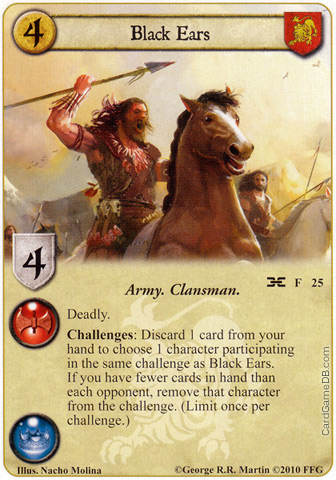 4
Black Ears
4
Army. Clansman.
F 25
Deadly.
Challenges: Discard 1 card from your
hand to choose 1 character participating
in the same challenge as Black Ears.
If you have fewer cards in hand than
each opponent, remove that character
from the challenge. (Limit once per
challenge.)
Illus. Nacho Molina
©George R.R. Martin ©2010 FFG
CardGameDB.com